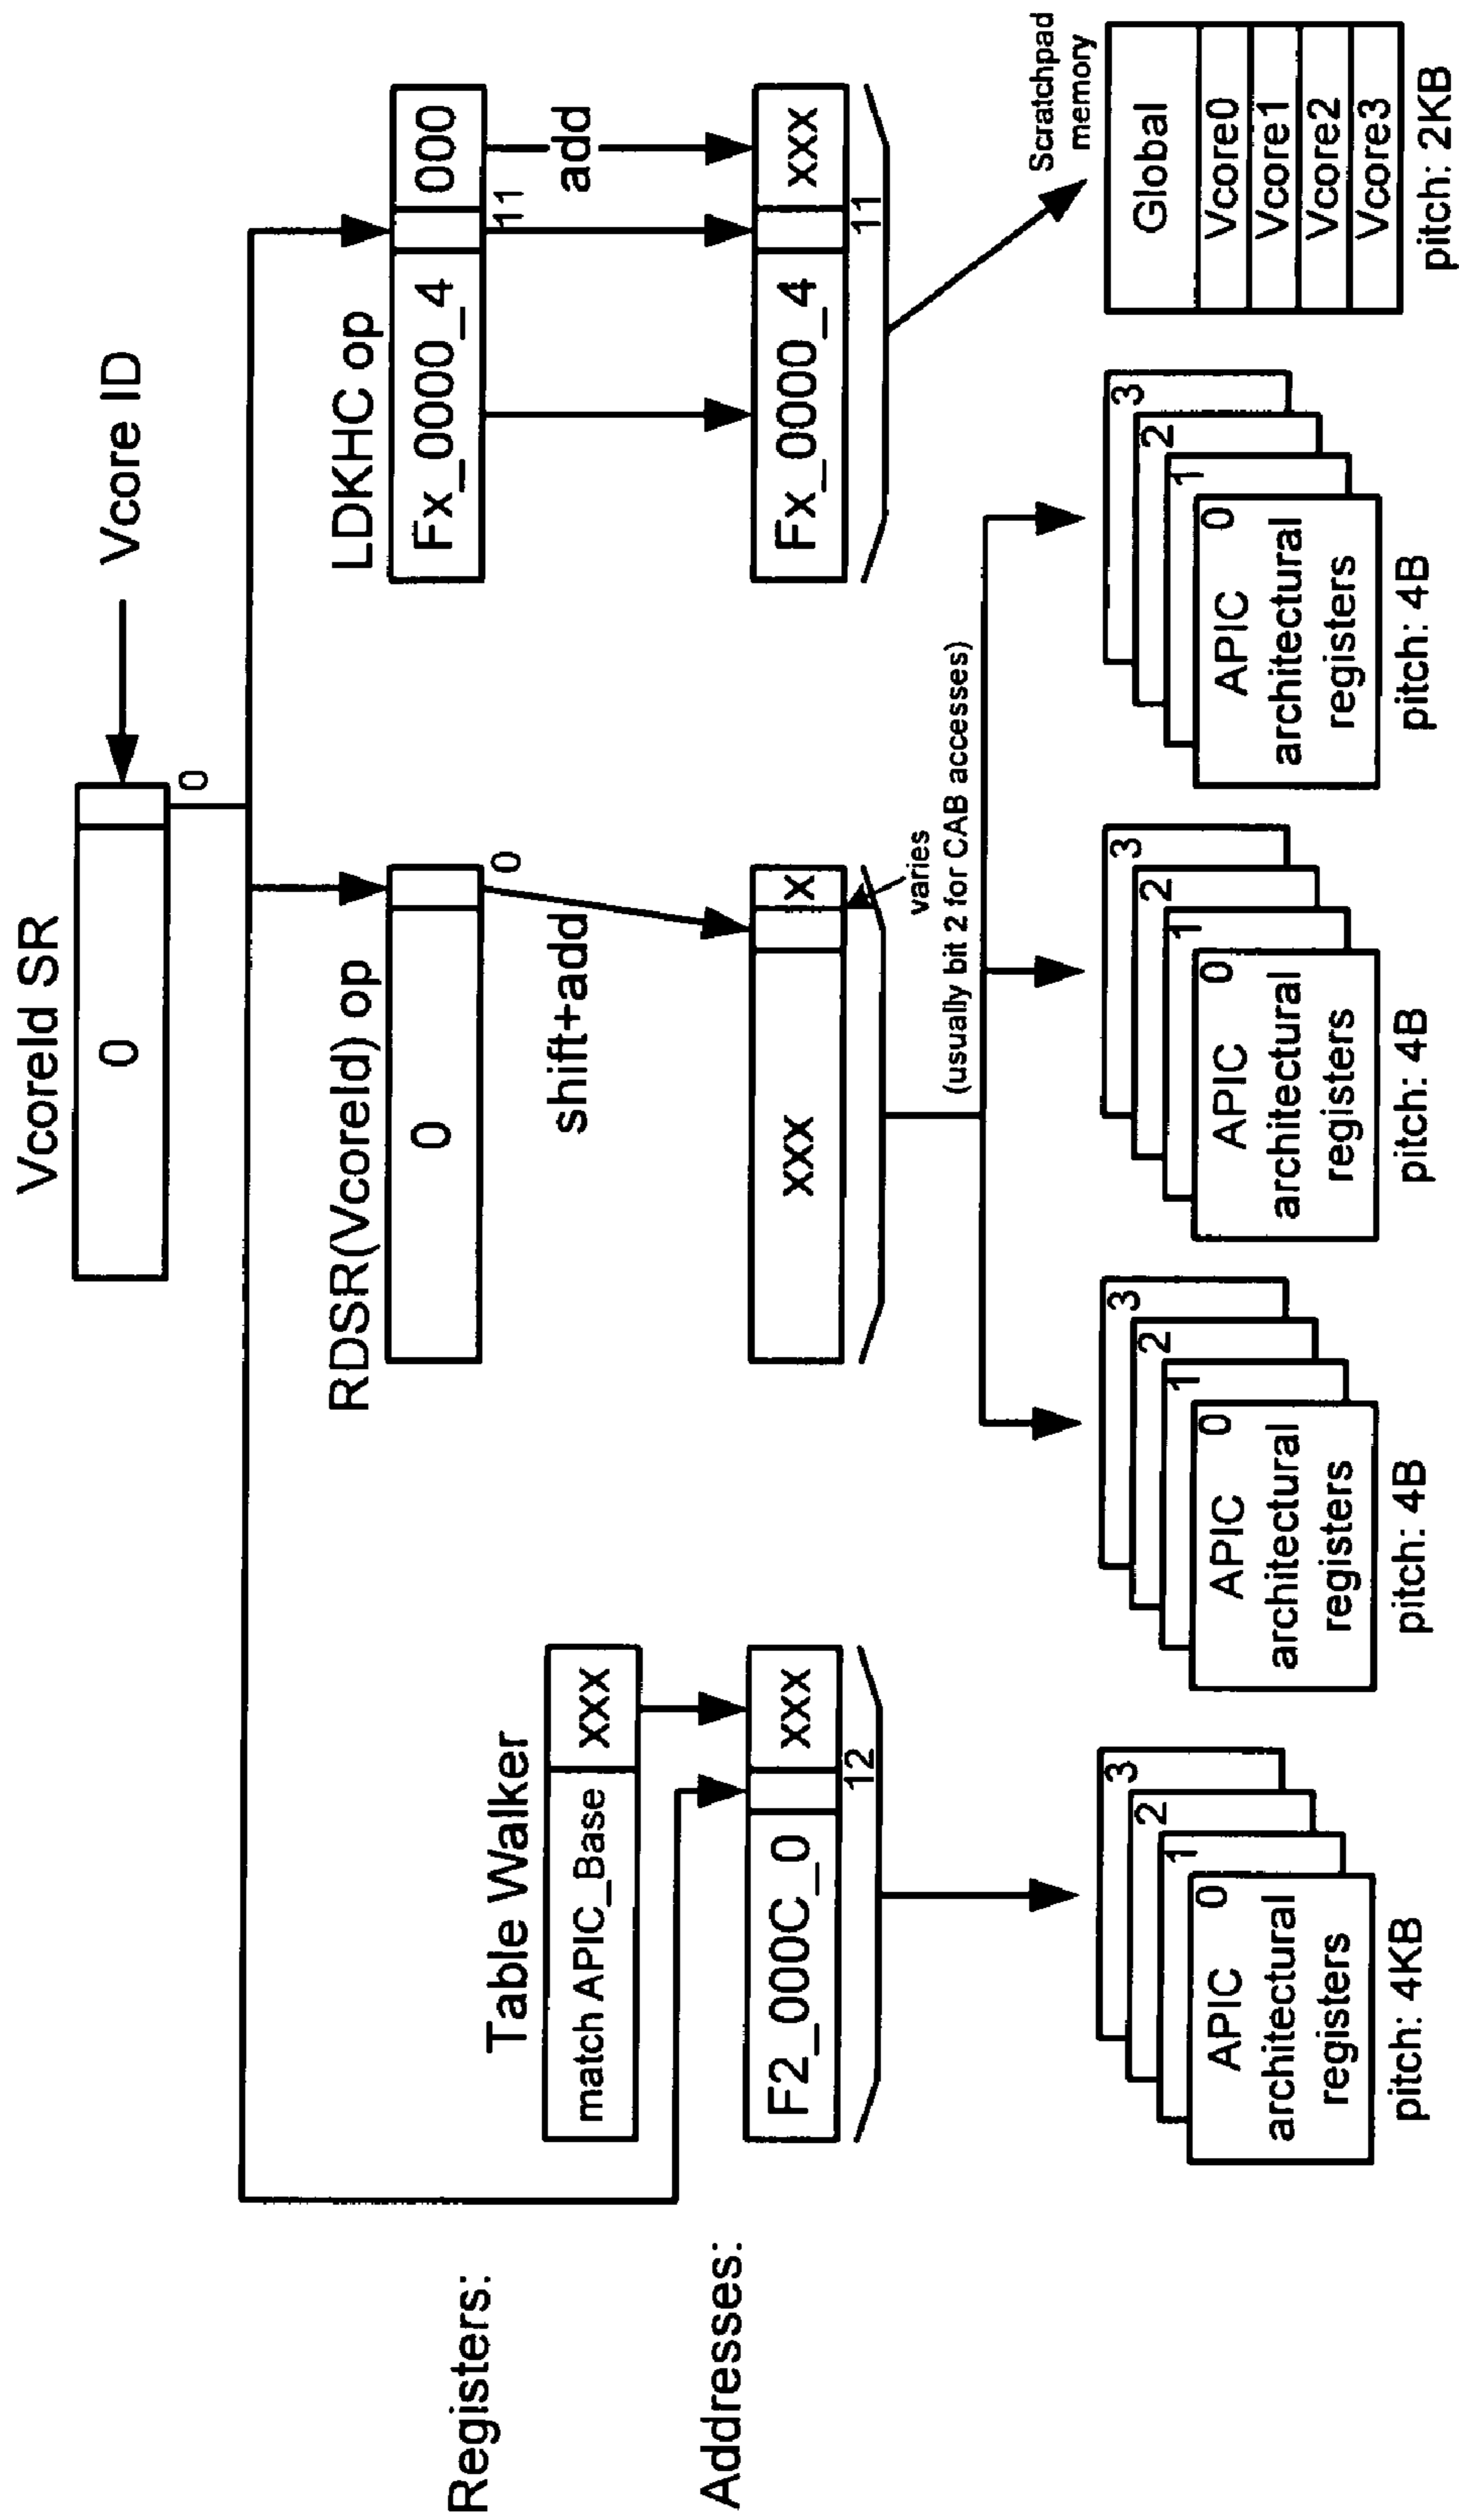 Vcore ID
VcoreId SR
0
0
Registers:
Table Walker
match APIC_Base
xxx
RDSR(VcoreId) op
0
0
shift+add
LDKHC op
Fx_0000_4
000
11
add
Addresses:
F2_000C_0
xxx
12
xxx
x
varies
(usually bit 2 for CAB accesses)
Fx_0000_4
xxx
11
3
2
1
0
APIC
architectural
registers
pitch: 4KB
3
2
1
0
APIC
architectural
registers
pitch: 4B
3
2
1
0
APIC
architectural
registers
pitch: 4B
3
2
1
0
APIC
architectural
registers
pitch: 4B
Scratchpad
memory
Global
Vcore0
Vcore1
Vcore2
Vcore3
pitch: 2KB